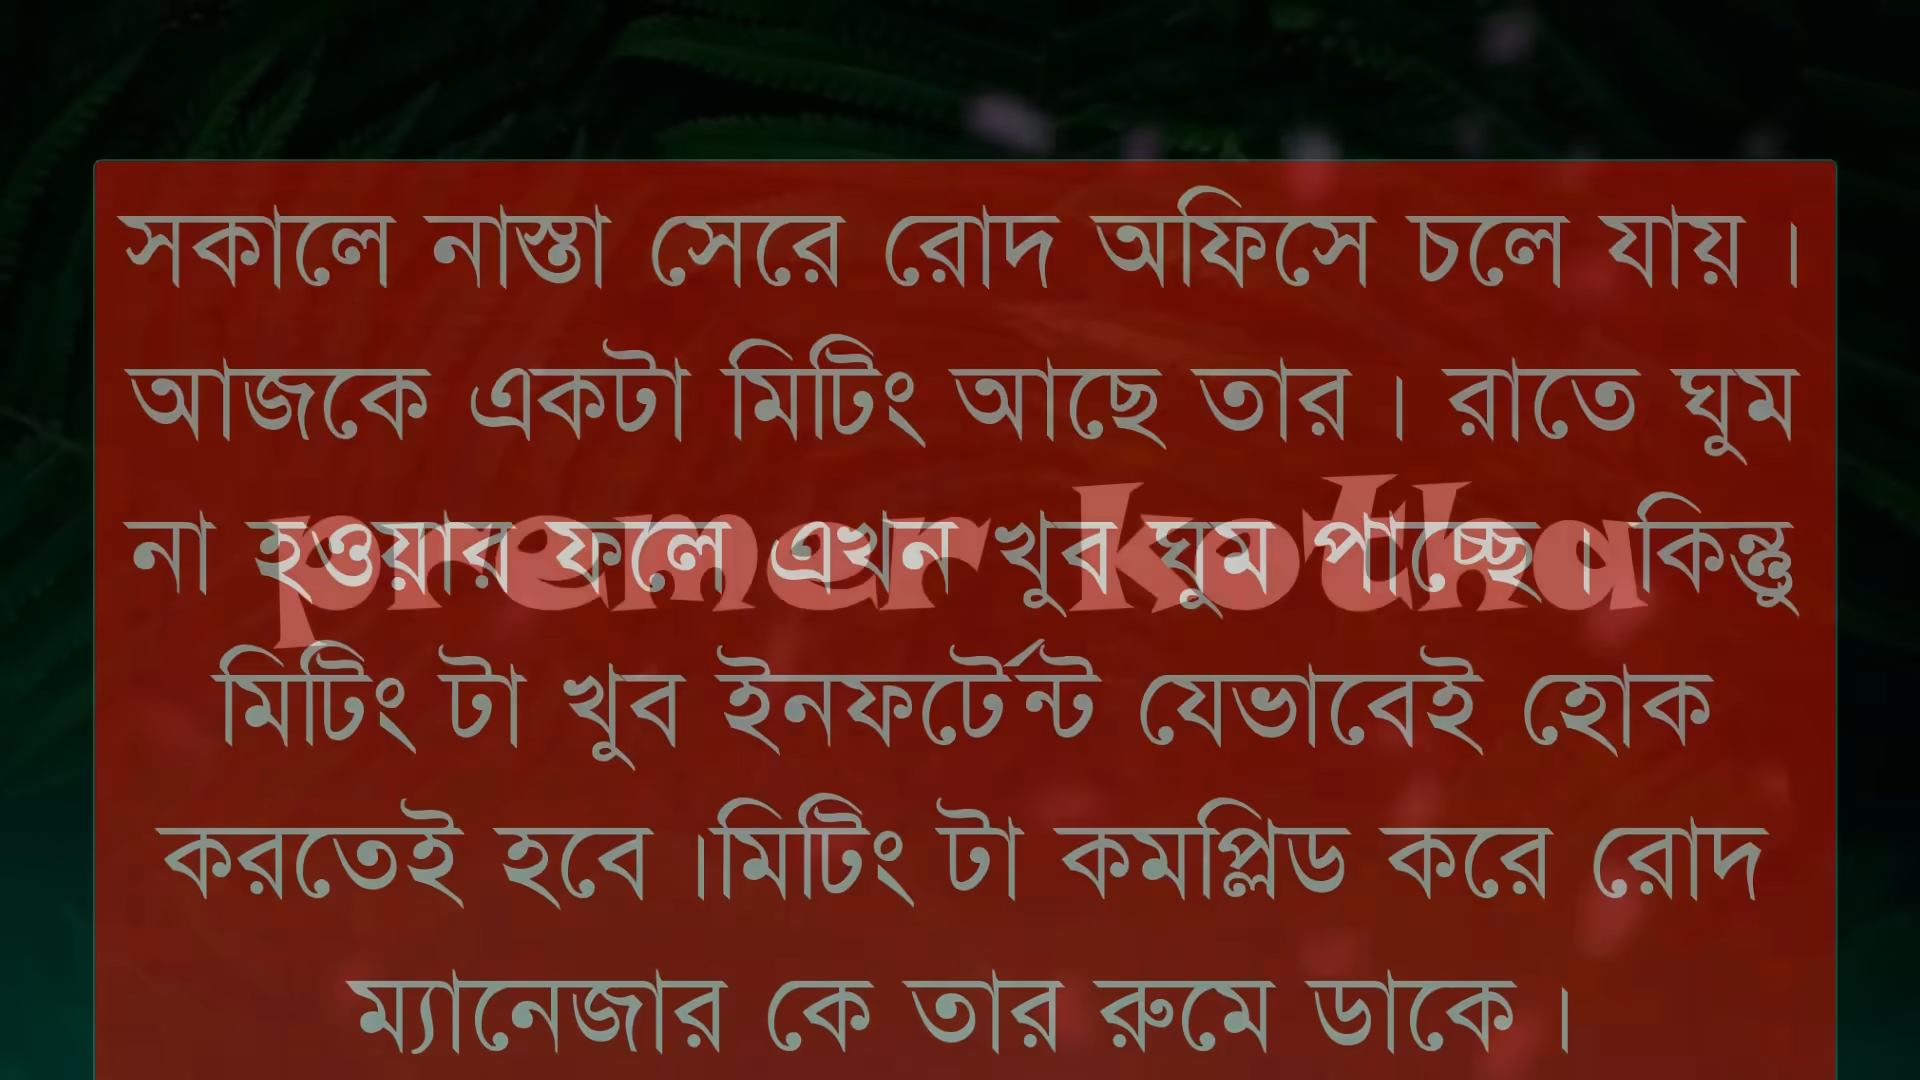 সকালে নাস্তা সেরে রোদ অফিসে চলে যায় ।
আজকে একটা মিটিং আছে তার । রাতে ঘুম
না হওয়ার ফলে এখন খুব ঘুম পাচ্ছে । কিন্তু
premer kotha
মিটিং টা খুব ইনফর্টেন্ট যেভাবেই হোক
করতেই হবে ।মিটিং টা কমপ্লিড করে রোদ
ম্যানেজার কে তার রুমে ডাকে ।